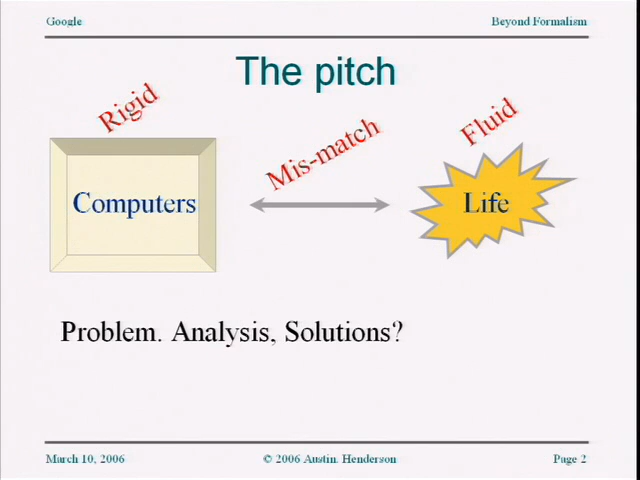 Google
Beyond Formalism
The pitch
Rigid
Mis-match
Fluid
Computers
Life
Problem. Analysis, Solutions?
March 10, 2006
© 2006 Austin. Henderson
Page 2